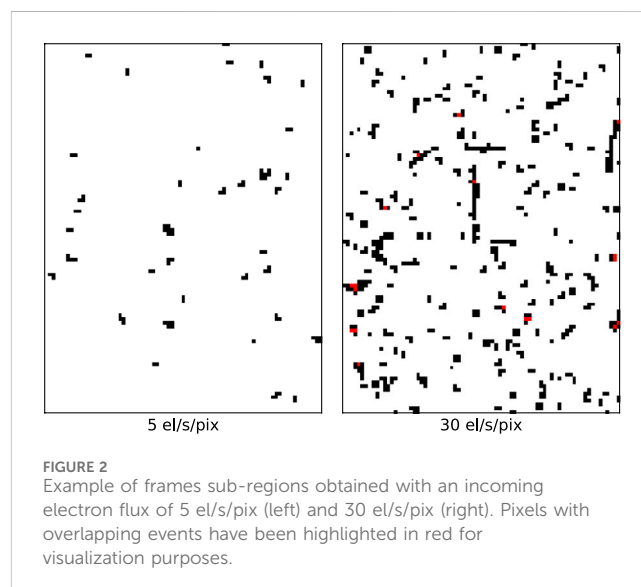 5 el/s/pix
30 el/s/pix
FIGURE 2
Example of frames sub-regions obtained with an incoming
electron flux of 5 el/s/pix (left) and 30 el/s/pix (right). Pixels with
overlapping events have been highlighted in red for
visualization purposes.